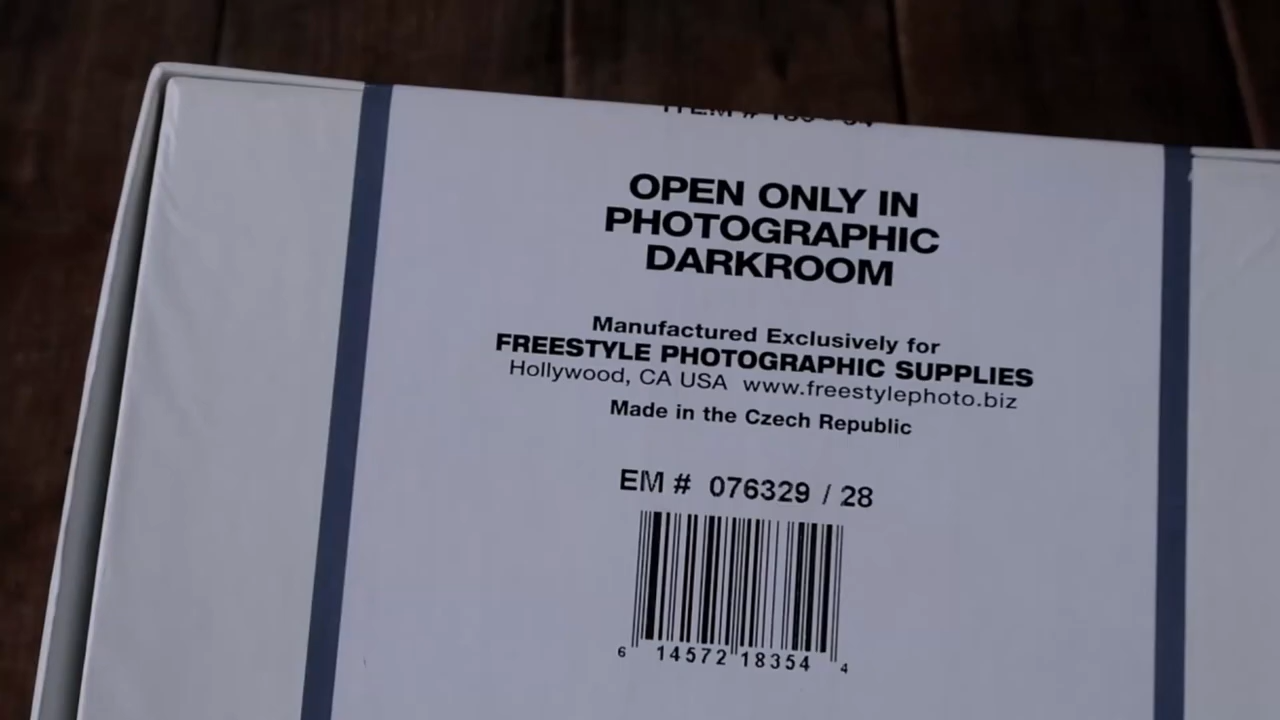 ITEM #
OPEN ONLY IN
PHOTOGRAPHIC
DARKROOM
Manufactured Exclusively for
FREESTYLE PHOTOGRAPHIC SUPPLIES
Hollywood, CA USA www.freestylephoto.biz
Made in the Czech Republic
EM # 076329 / 28
6 14572 18354 4